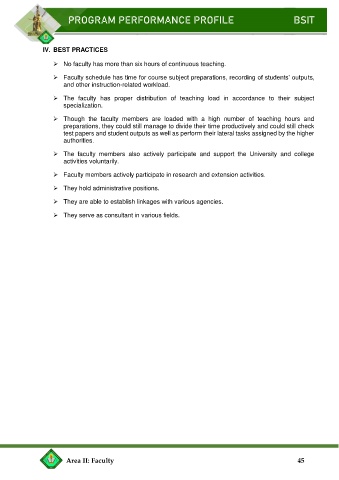 PROGRAM PERFORMANCE PROFILE BSIT
IV. BEST PRACTICES
➢ No faculty has more than six hours of continuous teaching.
➢ Faculty schedule has time for course subject preparations, recording of students' outputs,
and other instruction-related workload.
➢ The faculty has proper distribution of teaching load in accordance to their subject
specialization.
➢ Though the faculty members are loaded with a high number of teaching hours and
preparations, they could still manage to divide their time productively and could still check
test papers and student outputs as well as perform their lateral tasks assigned by the higher
authorities.
➢ The faculty members also actively participate and support the University and college
activities voluntarily.
➢ Faculty members actively participate in research and extension activities.
➢ They hold administrative positions.
➢ They are able to establish linkages with various agencies.
➢ They serve as consultant in various fields.
Area II: Faculty 45